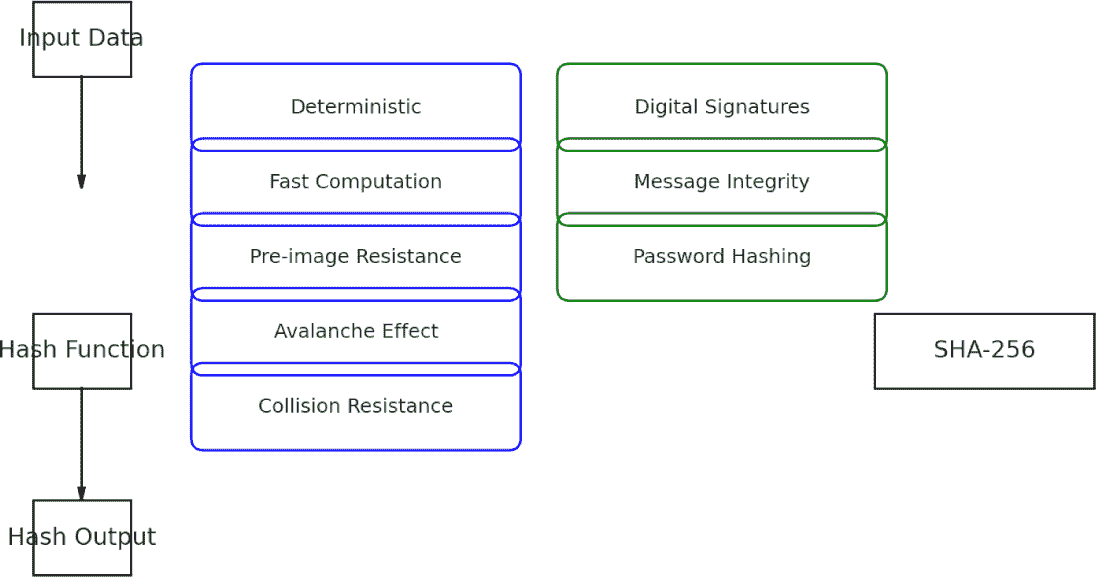 Input Data
Hash Function
Hash Output
Deterministic
Fast Computation
Pre-image Resistance
Avalanche Effect
Collision Resistance
Digital Signatures
Message Integrity
Password Hashing
SHA-256